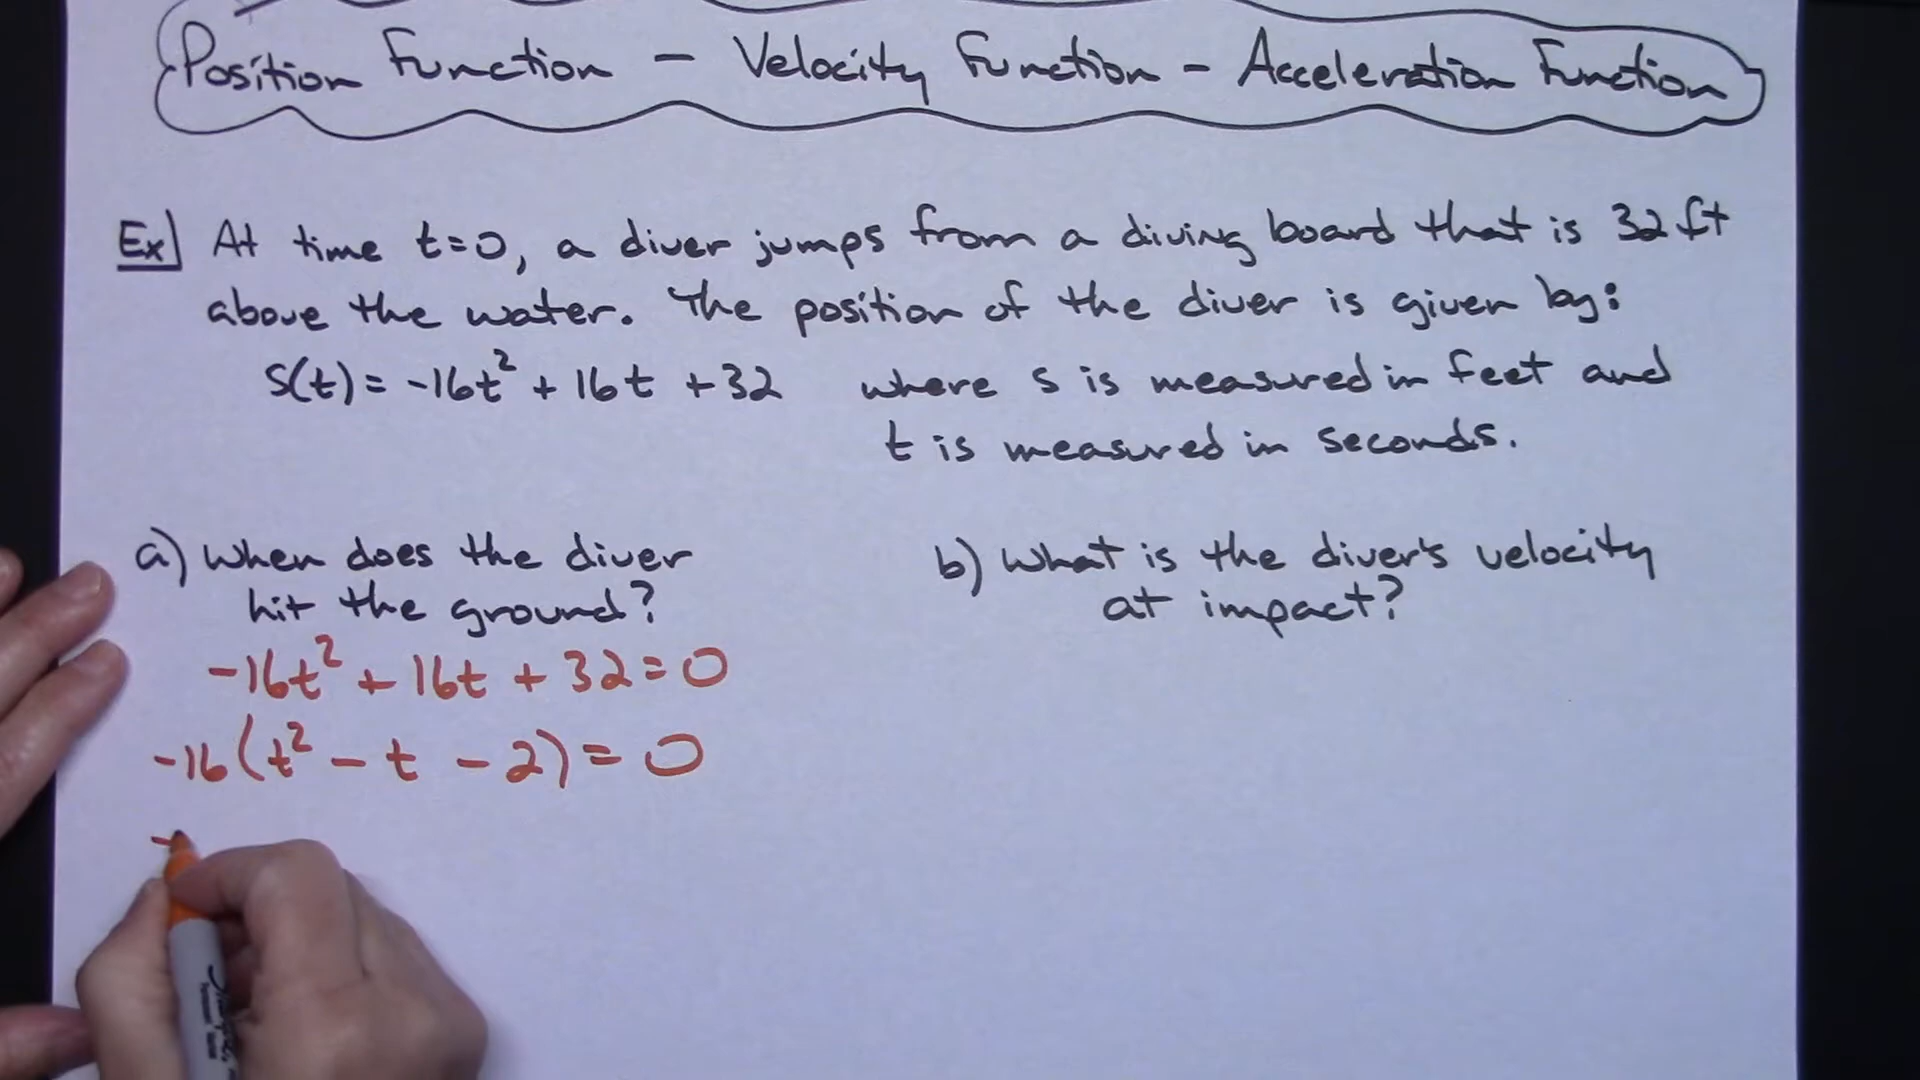 Position Function - Velocity Function - Acceleration Function
Ex] At time t=0, a diver jumps from a diving board that is 32 ft
above the water. The position of the diver is given by:
s(t) = -16t² + 16t + 32 where s is measured in feet and
t is measured in seconds.
a) When does the diver
hit the ground?
-16t² + 16t + 32 = 0
-16(t² - t - 2) = 0
b) What is the diver's velocity
at impact?